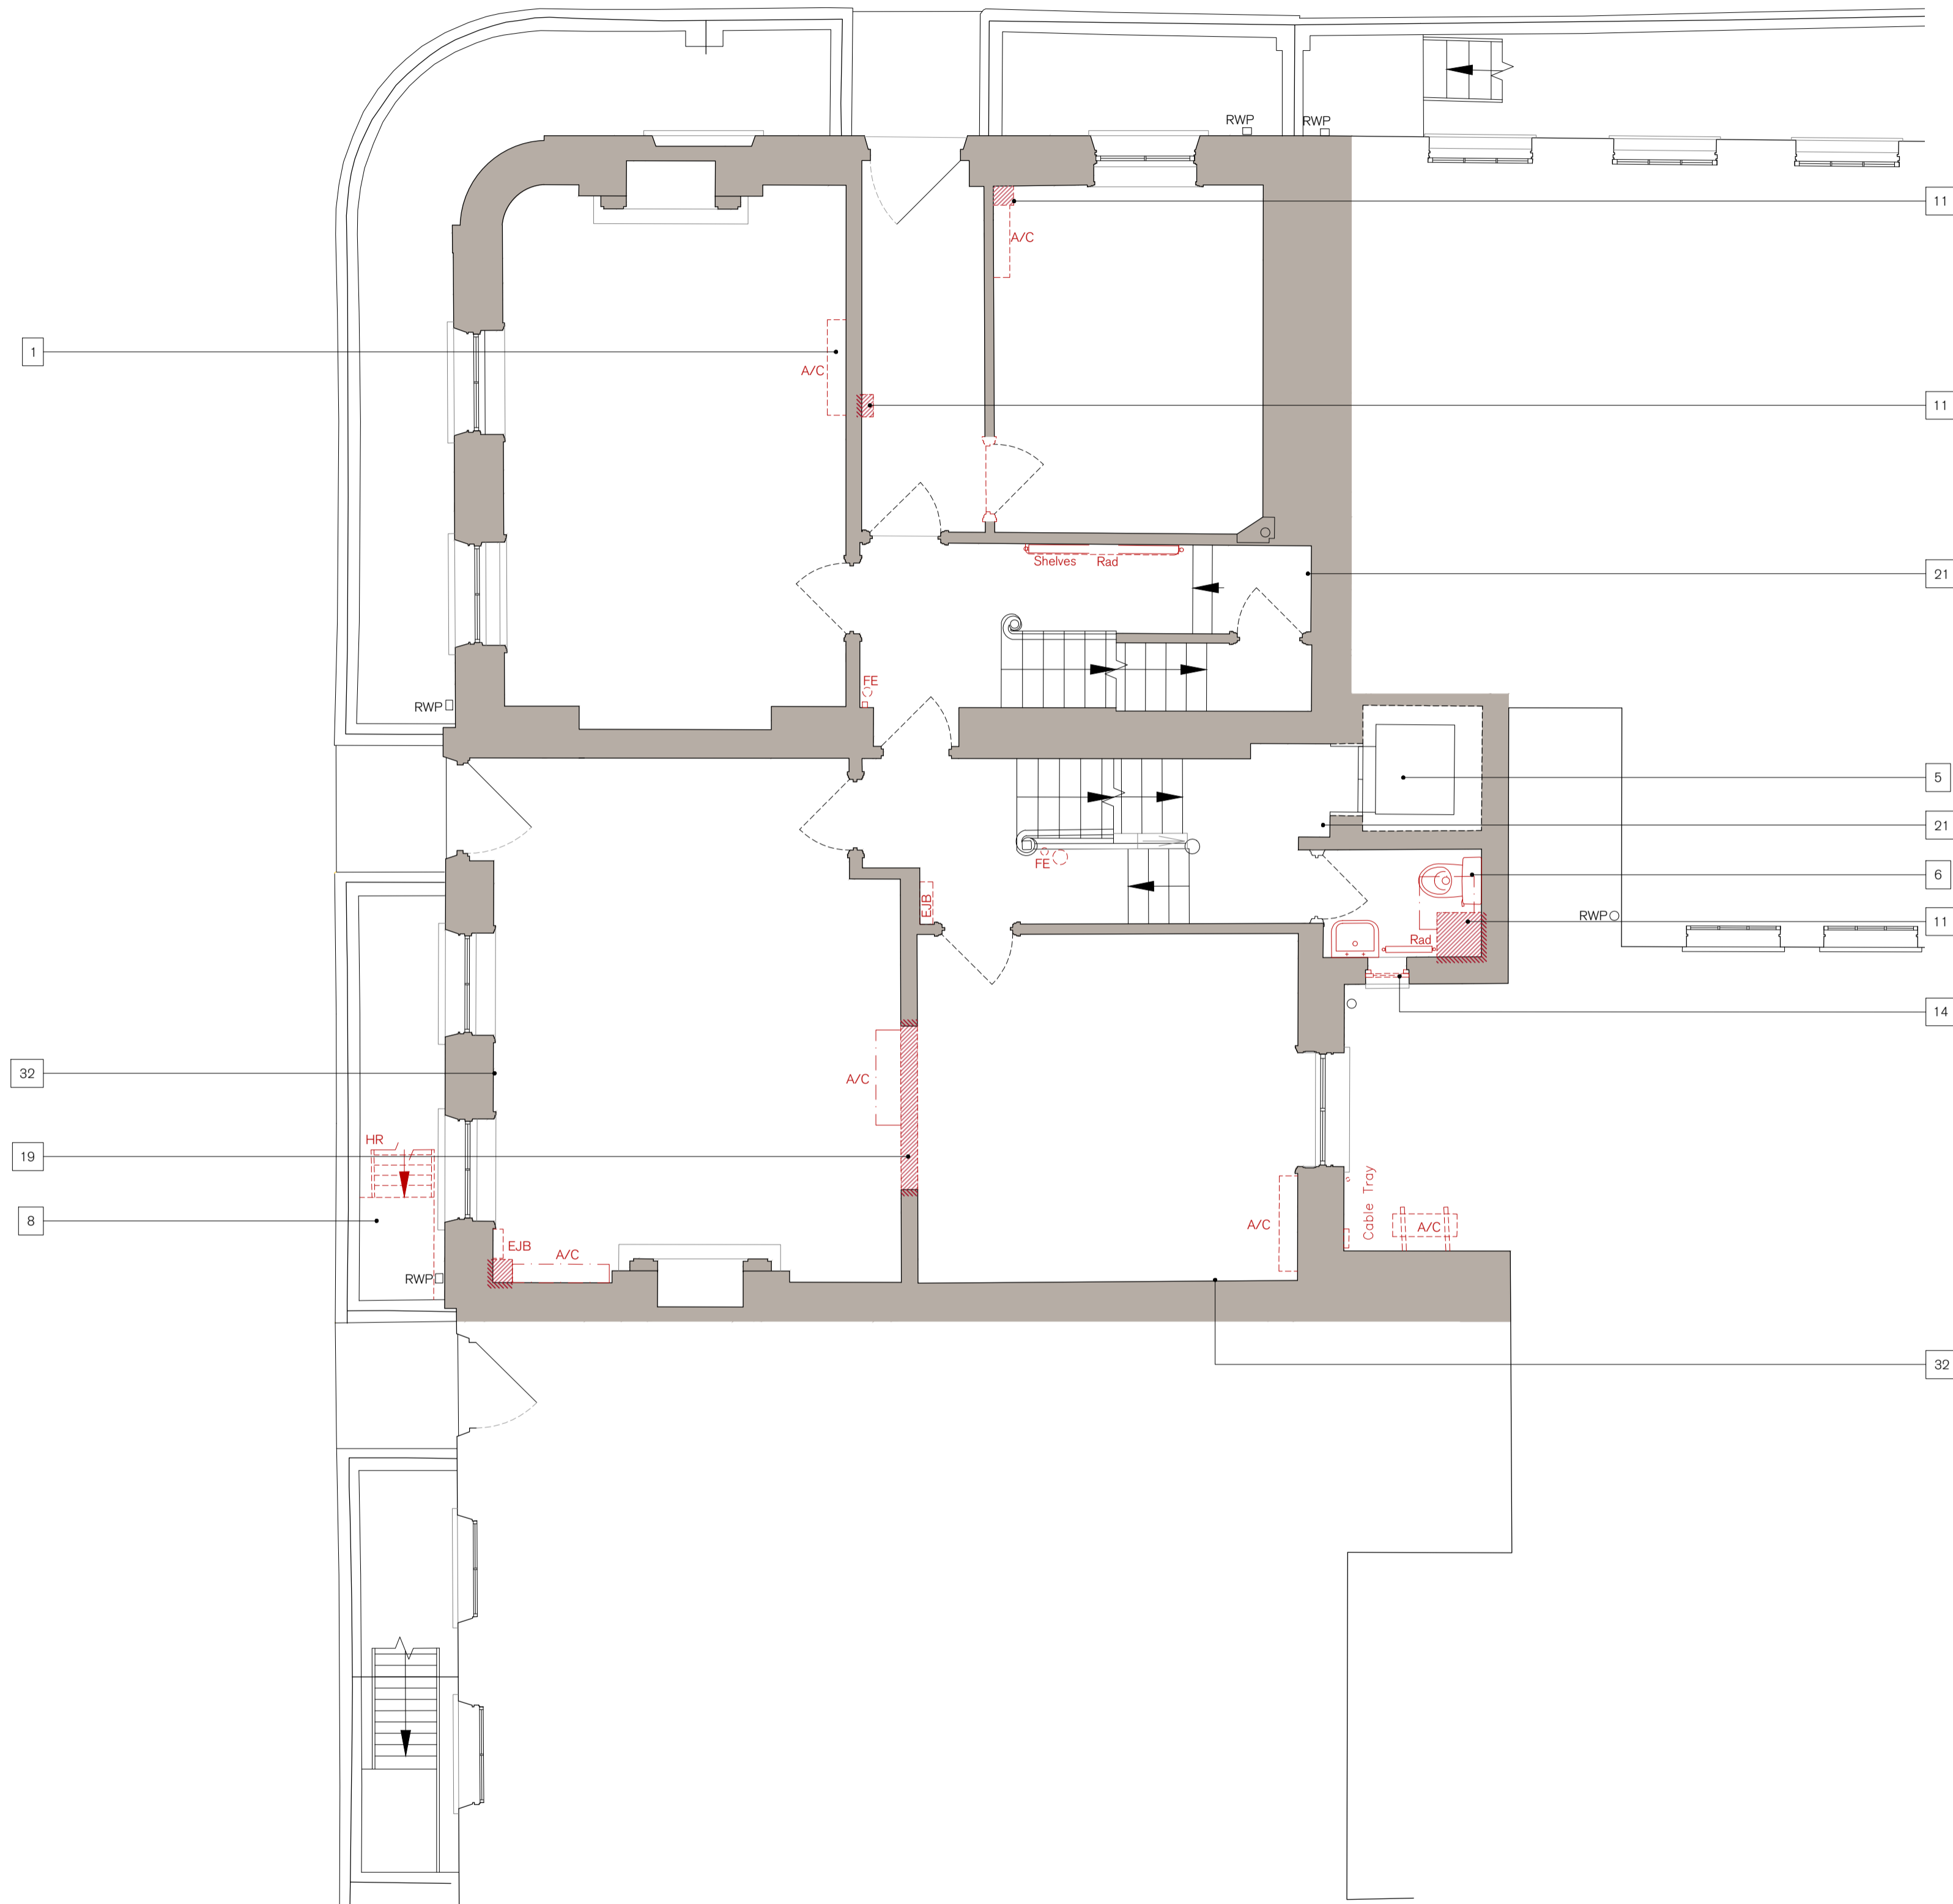 RWP
RWP
11
A/C
1
A/C
11
Shelves Rad
21
FE
RWP
5
21
FE
6
EJB
RWP
11
Rad
14
32
A/C
HR
19
Cable Tray
8
A/C
A/C
EJB
A/C
RWP
32